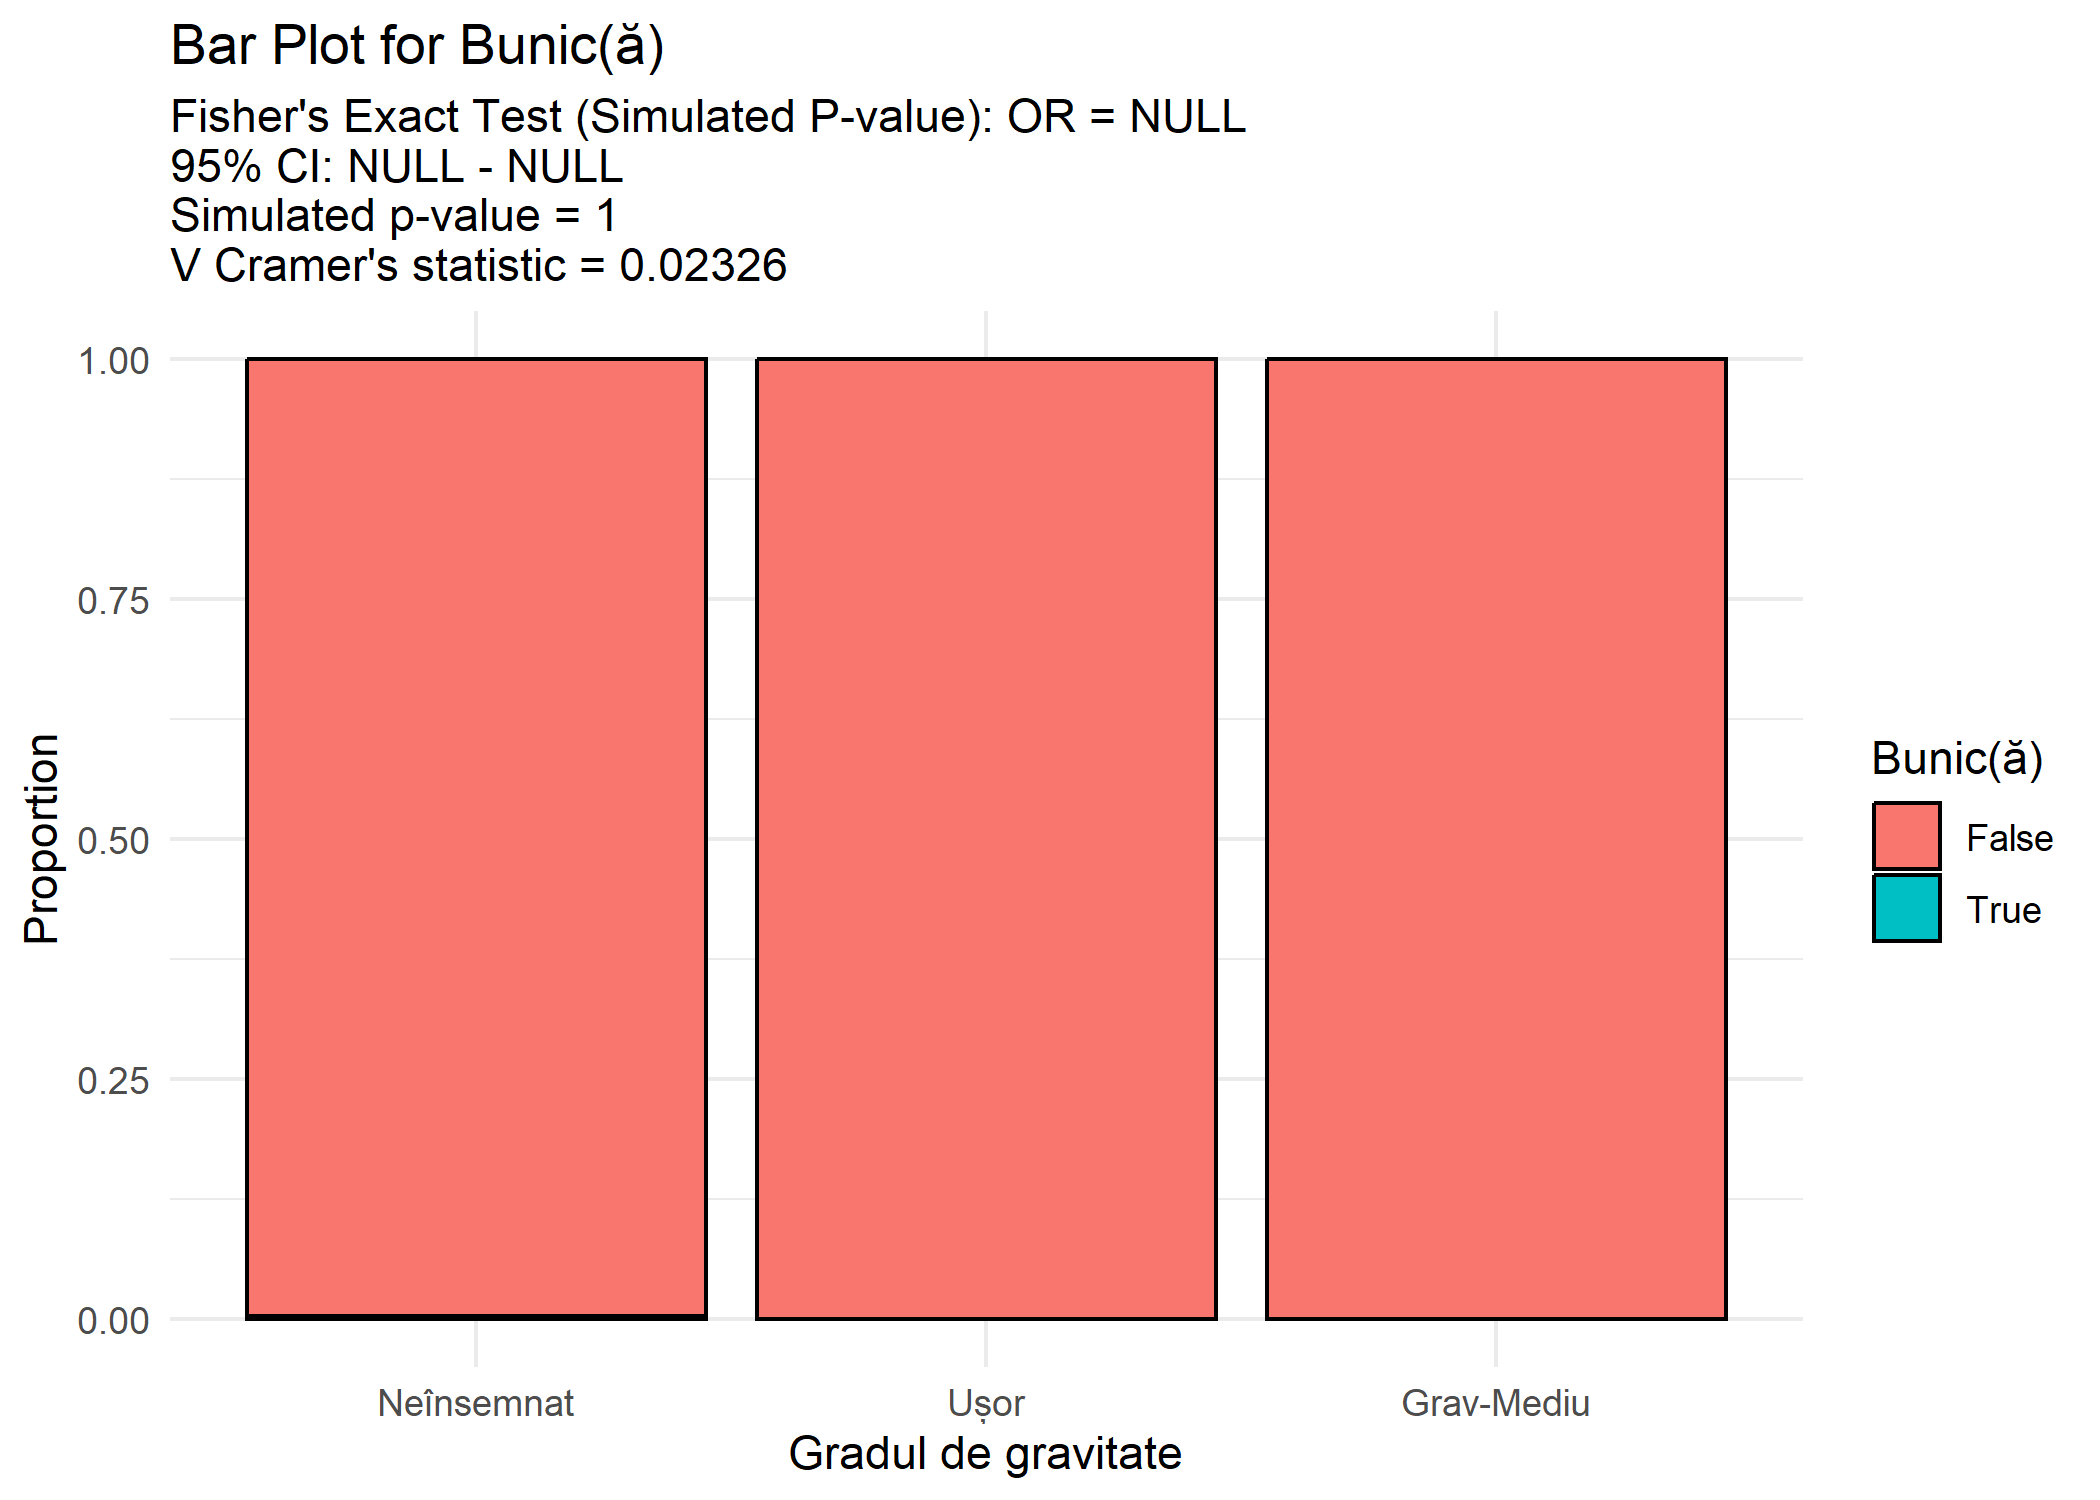 Bar Plot for Bunic(ă)
Fisher's Exact Test (Simulated P-value): OR = NULL
95% CI: NULL - NULL
Simulated p-value = 1
V Cramer's statistic = 0.02326
1.00
0.75
0.50
0.25
0.00
Proportion
Neînsemnat
Ușor
Grav-Mediu
Gradul de gravitate
Bunic(ă)
False
True